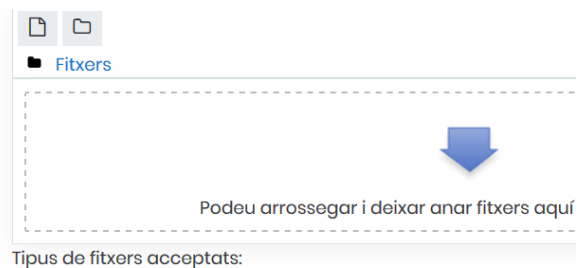 Fitxers
Podeu arrossegar i deixar anar fitxers aquí
Tipus de fitxers acceptats: